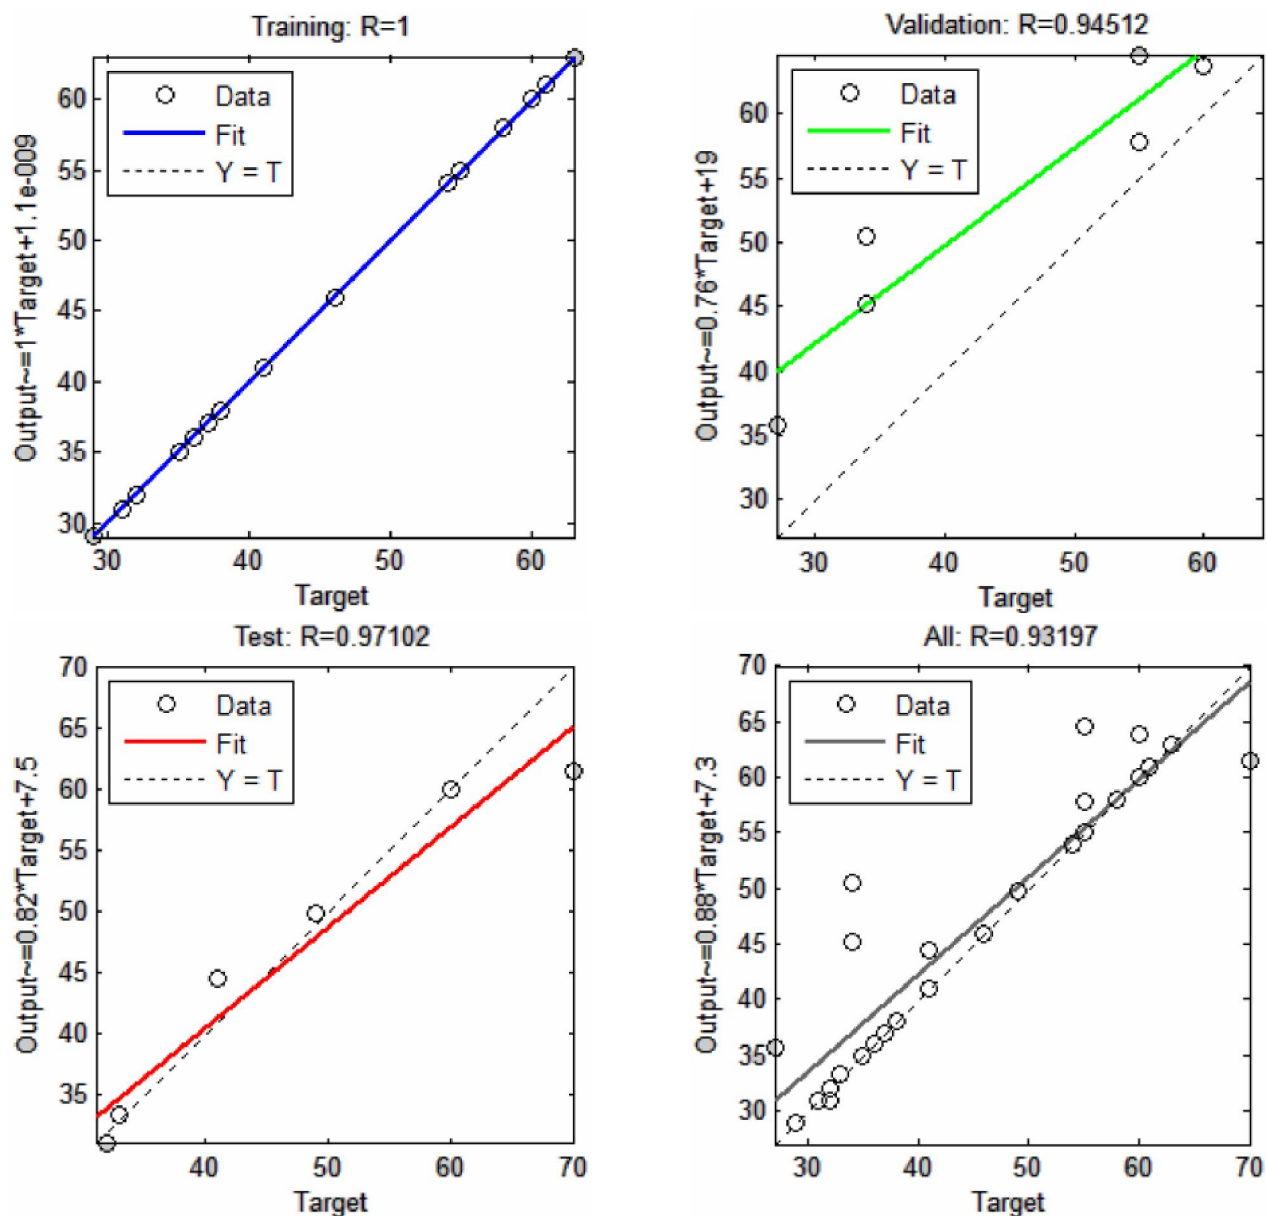 Training: R=1
Output~=1*Target+1.1e-009
60
55
50
45
40
35
30
Data
Fit
Y = T
30
40
50
60
Target
Validation: R=0.94512
Output~=0.76*Target+19
60
55
50
45
40
35
30
Data
Fit
Y = T
30
40
50
60
Target
Test: R=0.97102
Output~=0.82*Target+7.5
70
65
60
55
50
45
40
35
Data
Fit
Y = T
40
50
60
70
Target
All: R=0.93197
Output~=0.88*Target+7.3
70
65
60
55
50
45
40
35
30
Data
Fit
Y = T
30
40
50
60
70
Target